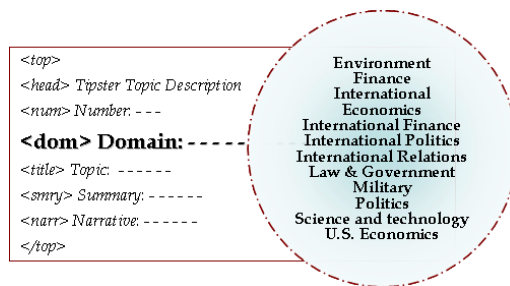 <top>
<head> Tipster Topic Description
<num> Number: - - -
<dom> Domain: - - - - - -
<title> Topic: - - - - - -
<smry> Summary: - - - - - -
<narr> Narrative: - - - - - -
</top>
Environment
Finance
International
Economics
International Finance
International Politics
International Relations
Law & Government
Military
Politics
Science and technology
U.S. Economics